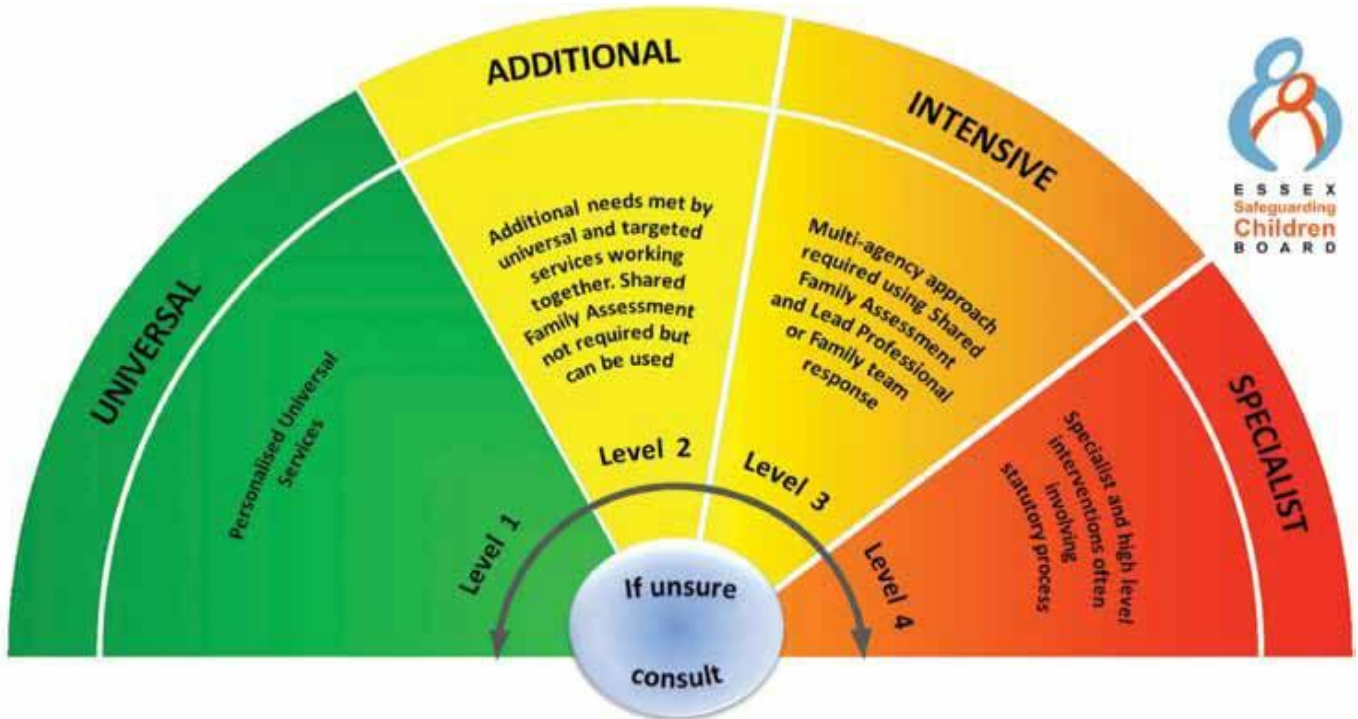 UNIVERSAL
Personalised Universal
Services
Level 1
ADDITIONAL
Additional needs met by
universal and targeted
services working
together. Shared
Family Assessment
not required but
can be used
Level 2
INTENSIVE
Multi-agency approach
required using Shared
Family Assessment
and Lead Professional
or Family team
response
Level 3
SPECIALIST
Specialist and high level
interventions often
involving
statutory process
Level 4
If unsure
consult
ESSEX
Safeguarding
Children
BOARD